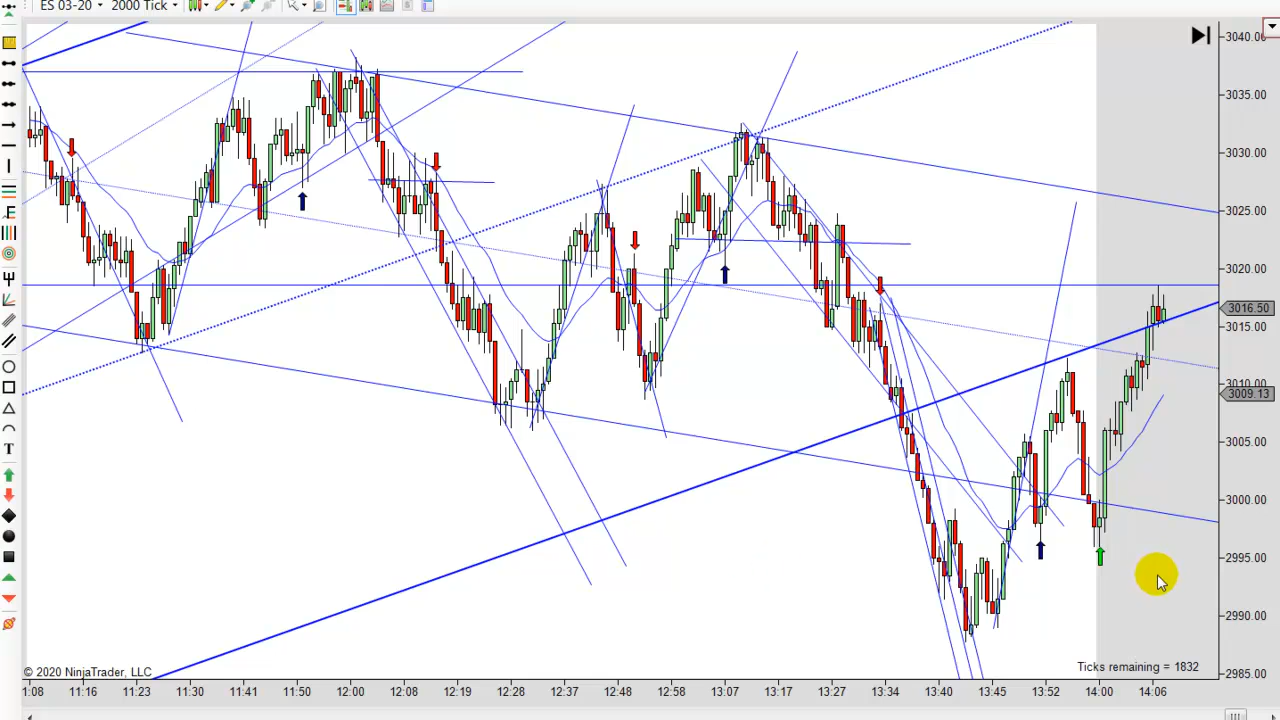 ES 03-20 2000 Tick
3040.00
3035.00
3030.00
3025.00
3020.00
3016.50
3015.00
3010.00
3009.13
3005.00
3000.00
2995.00
2990.00
2985.00
E
T
© 2020 NinjaTrader, LLC
Ticks remaining = 1832
11:16 11:23 11:30 11:41 11:50 12:00 12:08 12:19 12:28 12:37 12:48 12:58 13:07 13:17 13:27 13:34 13:40 13:45 13:52 14:00 14:06